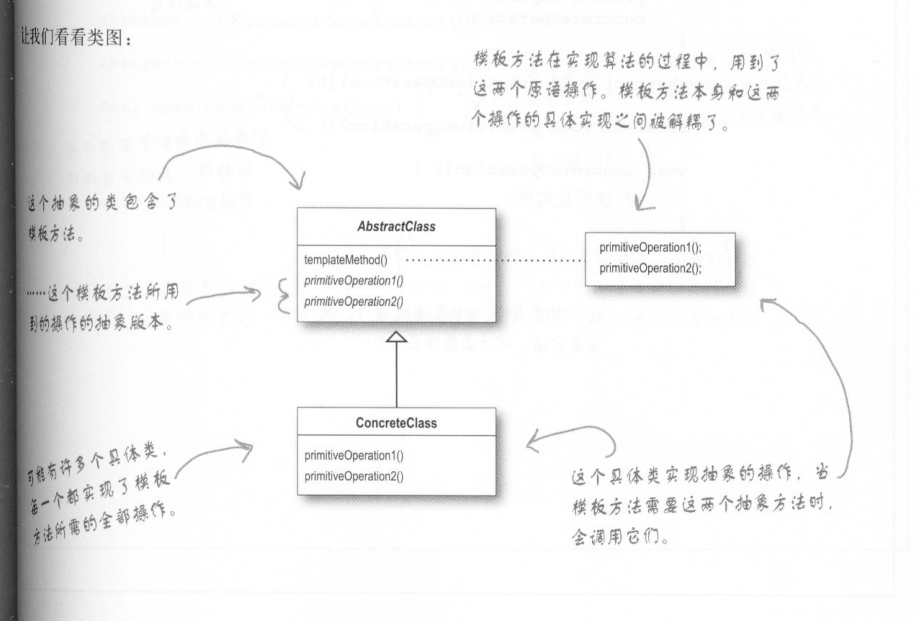 让我们看看类图：
模板方法在实现算法的过程中，用到了
这两个原语操作。模板方法本身和这两
个操作的具体实现之间被解耦了。
这个抽象的类包含了
模板方法。
AbstractClass
templateMethod()
primitiveOperation1()
primitiveOperation2()
primitiveOperation1();
primitiveOperation2();
……这个模板方法所用
到的操作的抽象版本。
ConcreteClass
primitiveOperation1()
primitiveOperation2()
可能有许多个具体类，
每一个都实现了模板
方法所需的全部操作。
这个具体类实现抽象的操作，当
模板方法需要这两个抽象方法时，
会调用它们。